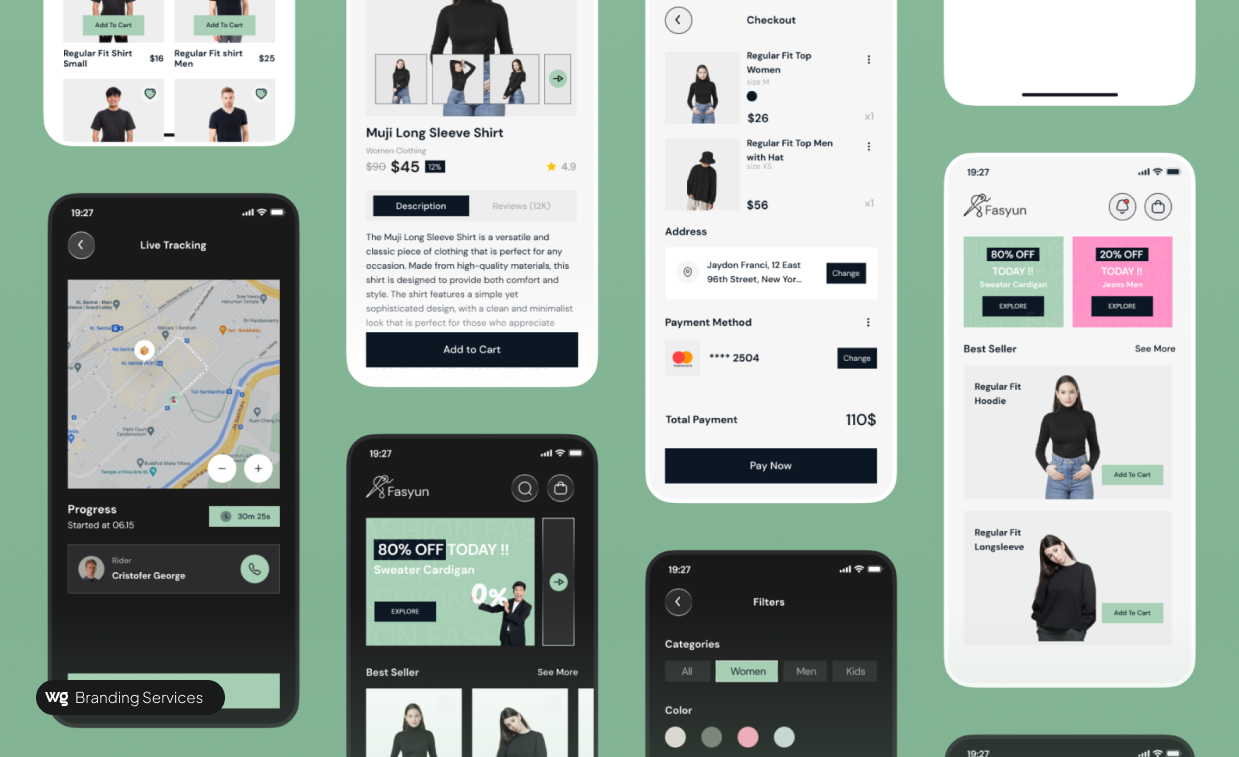 Add To Cart
Add To Cart
Regular Fit Shirt
Small
$16
Regular Fit shirt
Men
$25
19:27
Live Tracking
Progress
Started at 06.15
30m 25s
Rider
Cristofer George
wg Branding Services
Muji Long Sleeve Shirt
Women Clothing
$90 $45 12%
4.9
Description
Reviews (12K)
The Muji Long Sleeve Shirt is a versatile and
classic piece of clothing that is perfect for any
occasion. Made from high-quality materials, this
shirt is designed to provide both comfort and
style. The shirt features a simple yet
sophisticated design, with a clean and minimalist
look that is perfect for those who appreciate
Add to Cart
19:27
Fasyun
80% OFF TODAY !!
Sweater Cardigan
0%
EXPLORE
Best Seller
See More
Checkout
Regular Fit Top
Women
size M
$26
x1
Regular Fit Top Men
with Hat
size XS
$56
x1
Address
Jaydon Franci, 12 East
96th Street, New Yor...
Change
Payment Method
**** 2504
Change
Total Payment
110$
Pay Now
19:27
Filters
Categories
All
Women
Men
Kids
Color
19:27
Fasyun
80% OFF
TODAY !!
Sweater Cardigan
EXPLORE
20% OFF
TODAY !!
Jeans Men
EXPLORE
Best Seller
See More
Regular Fit
Hoodie
Add To Cart
Regular Fit
Longsleeve
Add To Cart
19:27